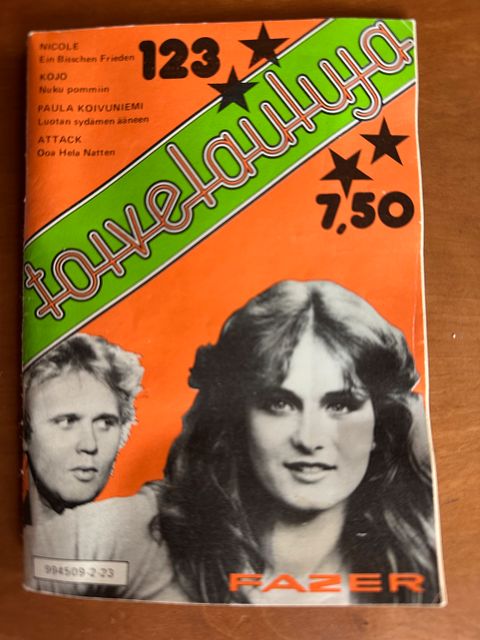 NICOLE
Ein Bisschen Frieden
KOJO
Nuku pommiin
PAULA KOIVUNIEMI
Luotan sydämen ääneen
ATTACK
Ooa Hela Natten
123
toivelauluja
7,50
994509-2-23
FAZER